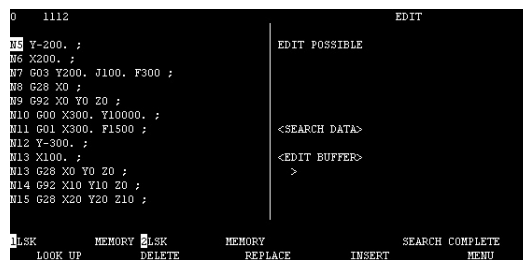 O 1112 EDIT
N5 Y-200. ; EDIT POSSIBLE
N6 X200. ;
N7 G03 Y200. J100. F300 ;
N8 G28 X0 ;
N9 G92 X0 Y0 Z0 ;
N10 G00 X300. Y10000. ;
N11 G01 X300. F1500 ; <SEARCH DATA>
N12 Y-300. ;
N13 X100. ; <EDIT BUFFER>
N13 G28 X0 Y0 Z0 ; >
N14 G92 X10 Y10 Z0 ;
N15 G28 X20 Y20 Z10 ;
1LSK MEMORY 2LSK MEMORY SEARCH COMPLETE
LOOK UP DELETE REPLACE INSERT MENU